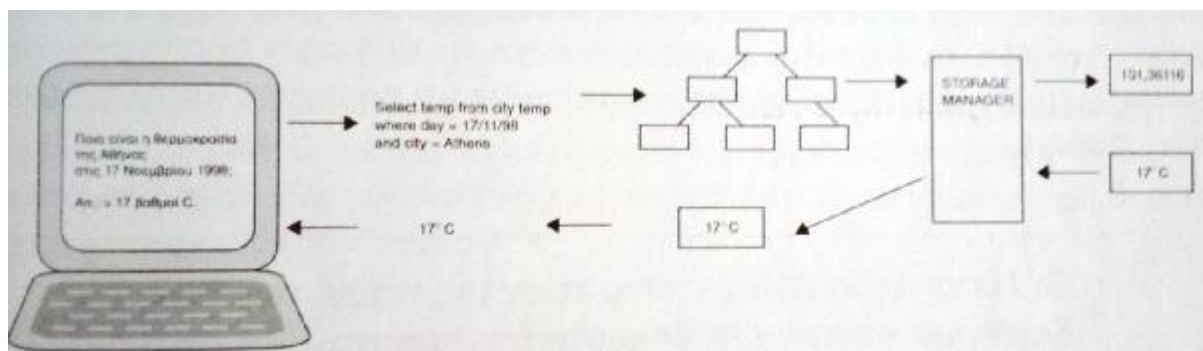 Ποια είναι η θερμοκρασία
της Αθήνας
στις 17 Νοεμβρίου 1998;
Απ.: > 17 βαθμοί C.
Select temp from city temp
where day = 17/11/98
and city = Athens
STORAGE
MANAGER
17° C
17° C
17° C